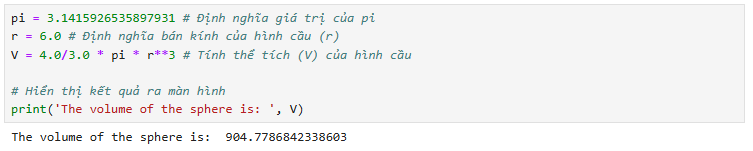 pi = 3.1415926535897931 # Định nghĩa giá trị của pi
r = 6.0 # Định nghĩa bán kính của hình cầu (r)
V = 4.0/3.0 * pi * r**3 # Tính thể tích (V) của hình cầu
# Hiển thị kết quả ra màn hình
print('The volume of the sphere is: ', V)
The volume of the sphere is:  904.7786842338603